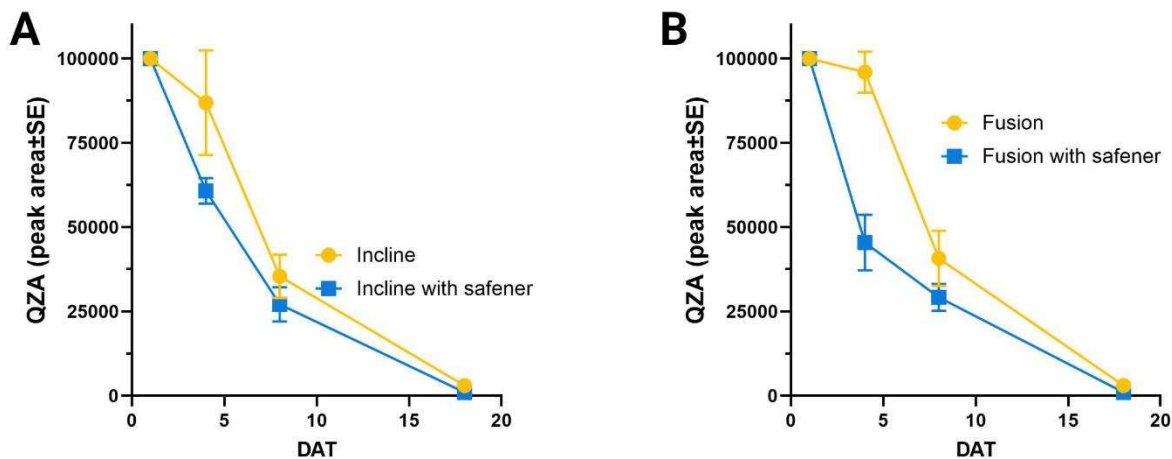 A
QZA (peak area±SE)
100000
75000
50000
25000
0
0 5 10 15 20
DAT
Incline
Incline with safener
B
QZA (peak area±SE)
100000
75000
50000
25000
0
0 5 10 15 20
DAT
Fusion
Fusion with safener